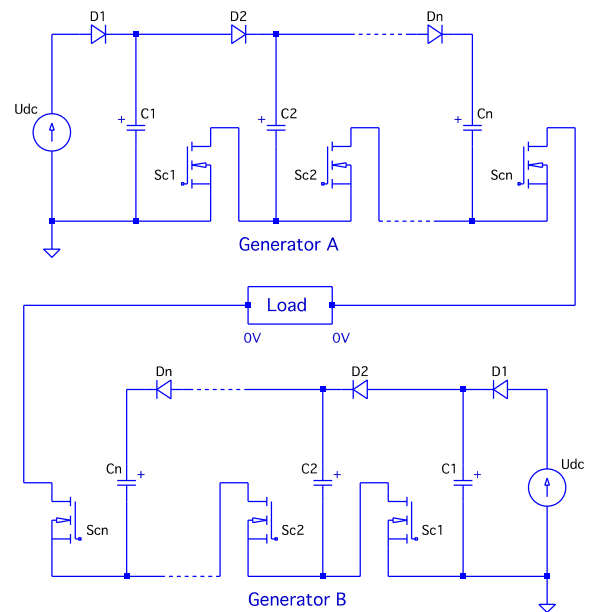 D1 D2 Dn
Udc C1 C2 Cn
Sc1 Sc2 Scn
Generator A
Load
0V 0V
Dn D2 D1
Cn C2 C1 Udc
Scn Sc2 Sc1
Generator B